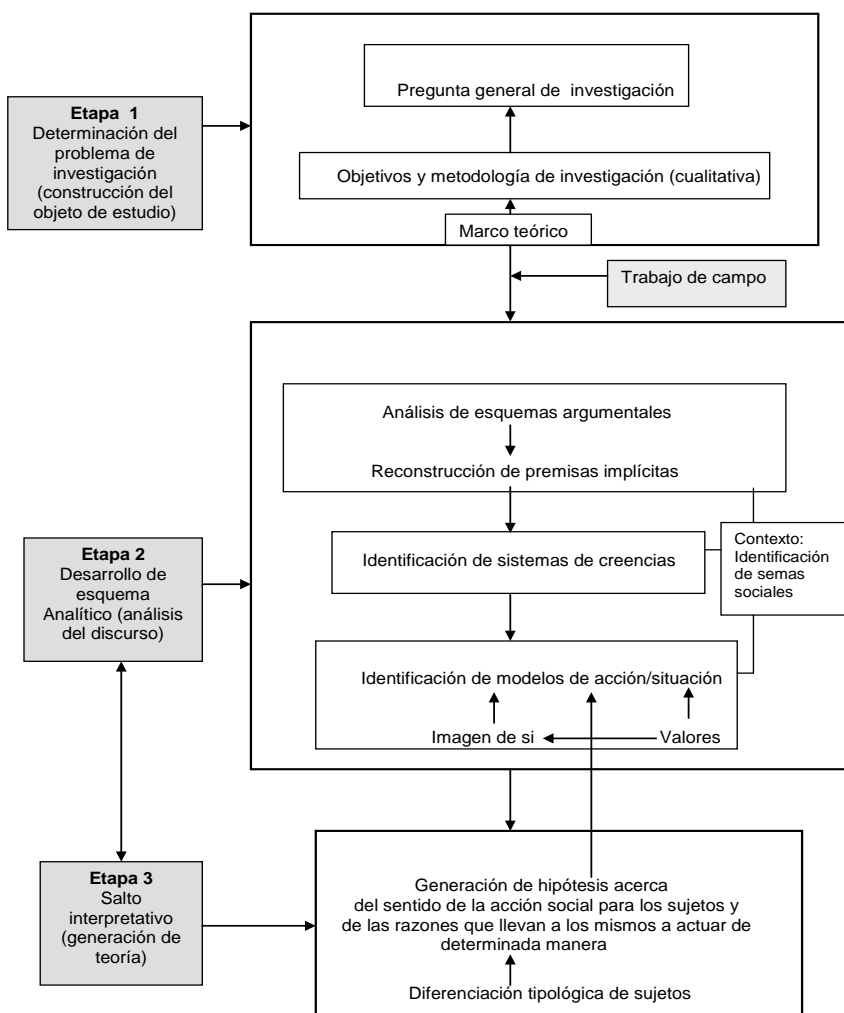 Pregunta general de investigación
Etapa 1
Determinación del
problema de
investigación
(construcción del
objeto de estudio)
Objetivos y metodología de investigación (cualitativa)
Marco teórico
Trabajo de campo
Análisis de esquemas argumentales
Reconstrucción de premisas implícitas
Etapa 2
Desarrollo de
esquema
Analítico (análisis
del discurso)
Identificación de sistemas de creencias
Contexto:
Identificación
de semas
sociales
Identificación de modelos de acción/situación
Imagen de si
Valores
Etapa 3
Salto
interpretativo
(generación de
teoría)
Generación de hipótesis acerca
del sentido de la acción social para los sujetos y
de las razones que llevan a los mismos a actuar de
determinada manera
Diferenciación tipológica de sujetos